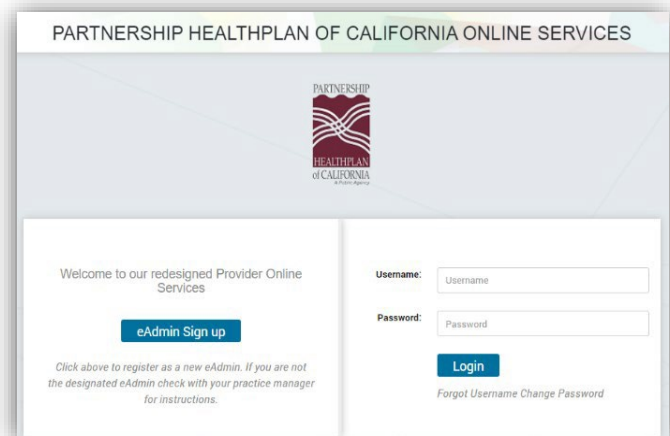 PARTNERSHIP HEALTHPLAN OF CALIFORNIA ONLINE SERVICES
PARTNERSHIP
HEALTHPLAN
of CALIFORNIA
A Public Agency
Welcome to our redesigned Provider Online
Services
eAdmin Sign up
Click above to register as a new eAdmin. If you are not
the designated eAdmin check with your practice manager
for instructions.
Username:
Username
Password:
Password
Login
Forgot Username Change Password